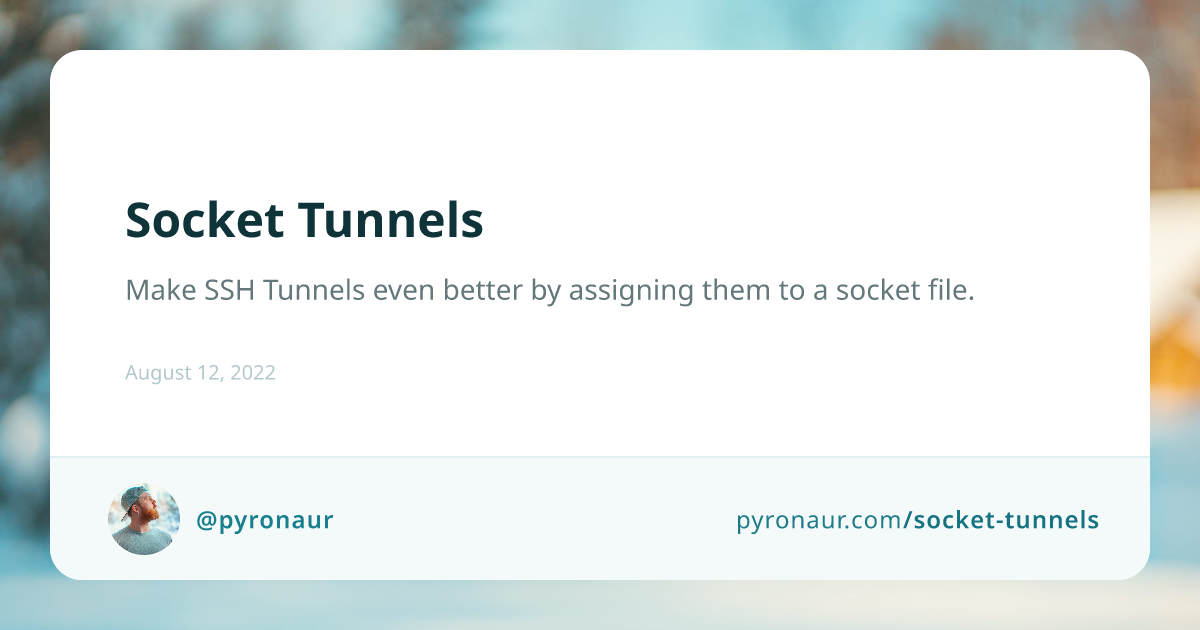 Socket Tunnels
Make SSH Tunnels even better by assigning them to a socket file.
August 12, 2022
@pyronaur
pyronaur.com/socket-tunnels